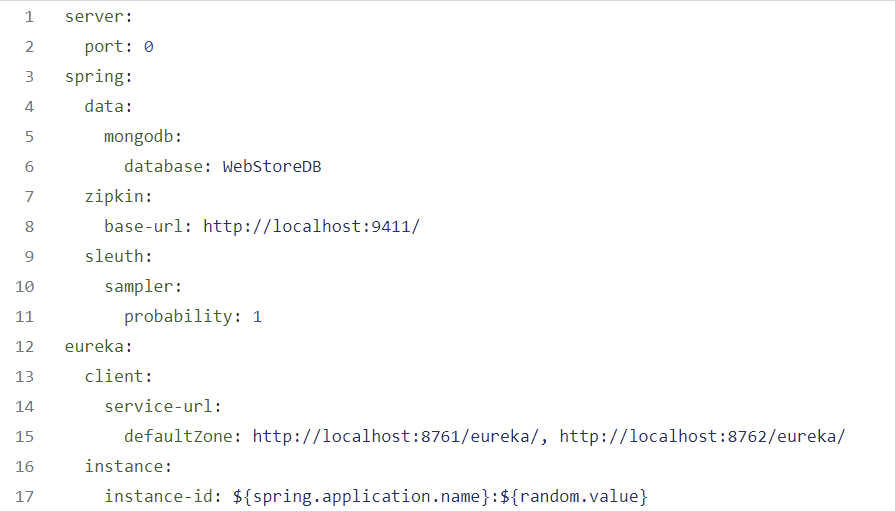 1 server:
2   port: 0
3 spring:
4   data:
5     mongodb:
6       database: WebStoreDB
7   zipkin:
8     base-url: http://localhost:9411/
9   sleuth:
10     sampler:
11       probability: 1
12 eureka:
13   client:
14     service-url:
15       defaultZone: http://localhost:8761/eureka/, http://localhost:8762/eureka/
16   instance:
17     instance-id: ${spring.application.name}:${random.value}